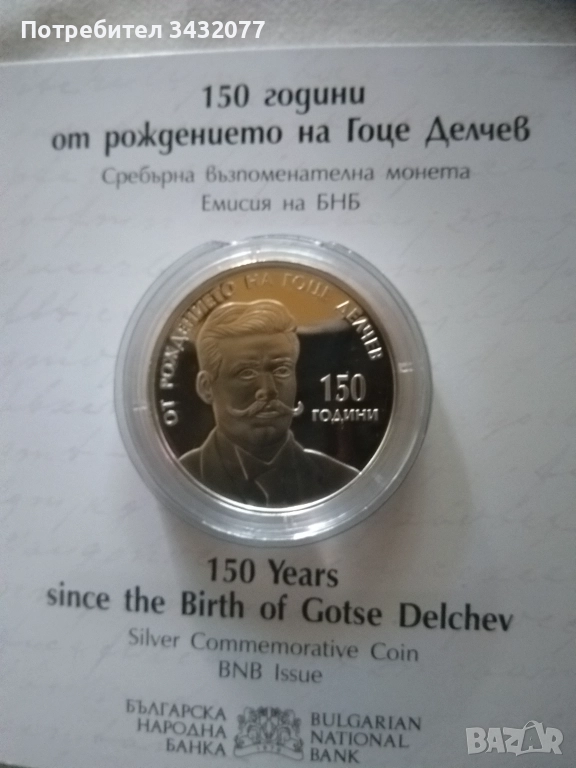 Потребител 3432077
150 години
от рождението на Гоце Делчев
Сребърна възпоменателна монета
Емисия на БНБ
ОТ РОЖДЕНИЕТО НА ГОЦЕ ДЕЛЧЕВ
150
ГОДИНИ
150 Years
since the Birth of Gotse Delchev
Silver Commemorative Coin
BNB Issue
БЪЛГАРСКА
НАРОДНА
БАНКА
BULGARIAN
NATIONAL
BANK
BAZAR